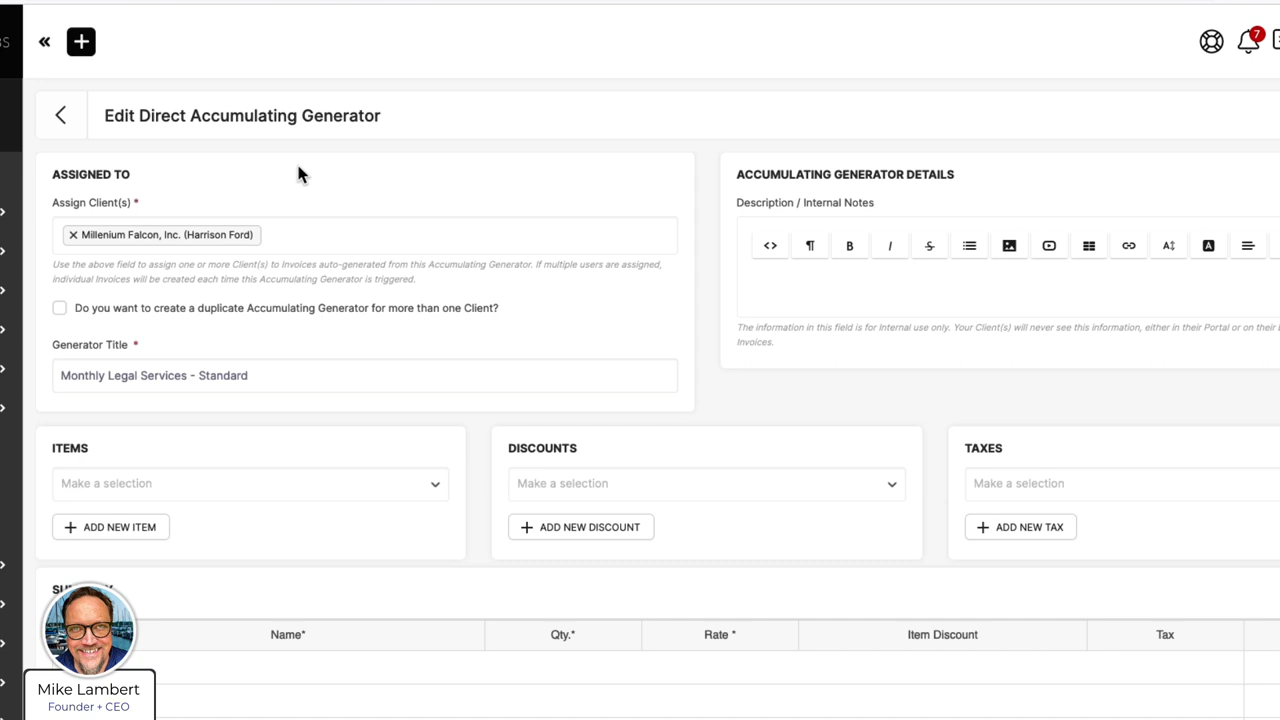 7
Edit Direct Accumulating Generator
ASSIGNED TO
Assign Client(s) *
✕ Millenium Falcon, Inc. (Harrison Ford)
Use the above field to assign one or more Client(s) to Invoices auto-generated from this Accumulating Generator. If multiple users are assigned,
individual Invoices will be created each time this Accumulating Generator is triggered.
Do you want to create a duplicate Accumulating Generator for more than one Client?
Generator Title *
Monthly Legal Services - Standard
ACCUMULATING GENERATOR DETAILS
Description / Internal Notes
The information in this field is for Internal use only. Your Client(s) will never see this information, either in their Portal or on their
Invoices.
ITEMS
Make a selection
+ ADD NEW ITEM
DISCOUNTS
Make a selection
+ ADD NEW DISCOUNT
TAXES
Make a selection
+ ADD NEW TAX
Name* Qty.* Rate * Item Discount Tax
Mike Lambert
Founder + CEO